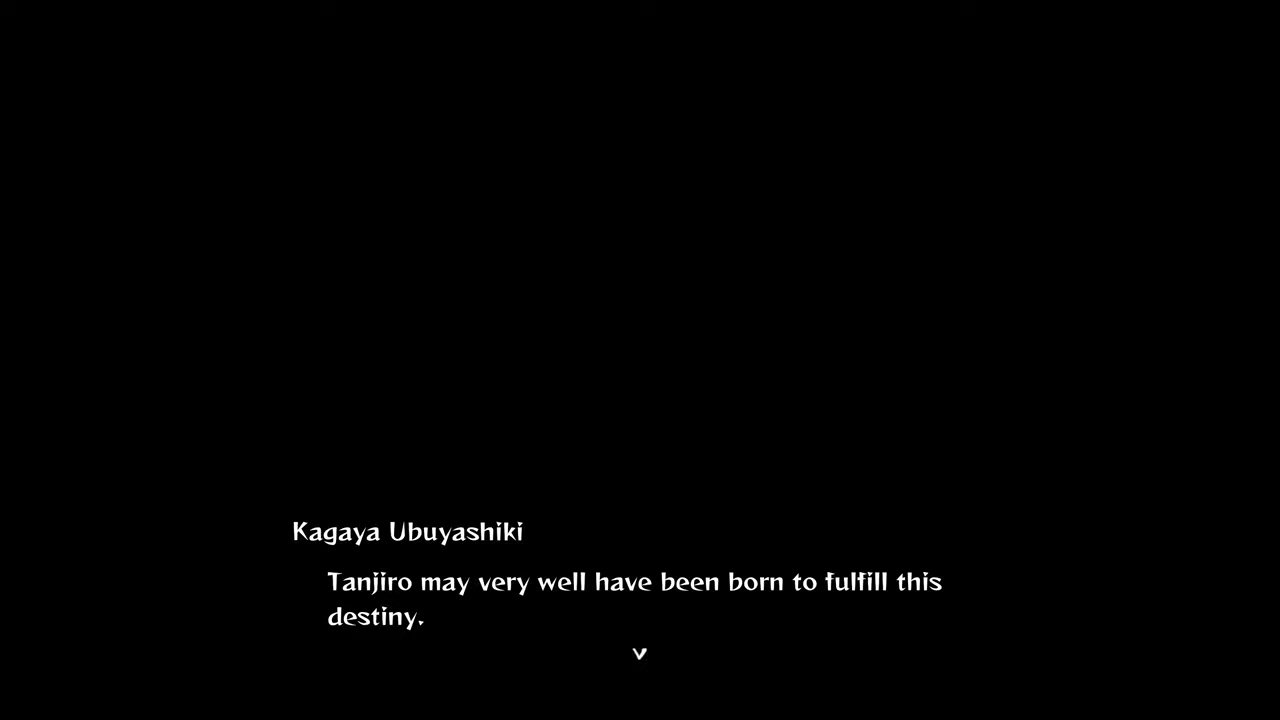 Kagaya Ubuyashiki
Tanjiro may very well have been born to fulfill this
destiny.